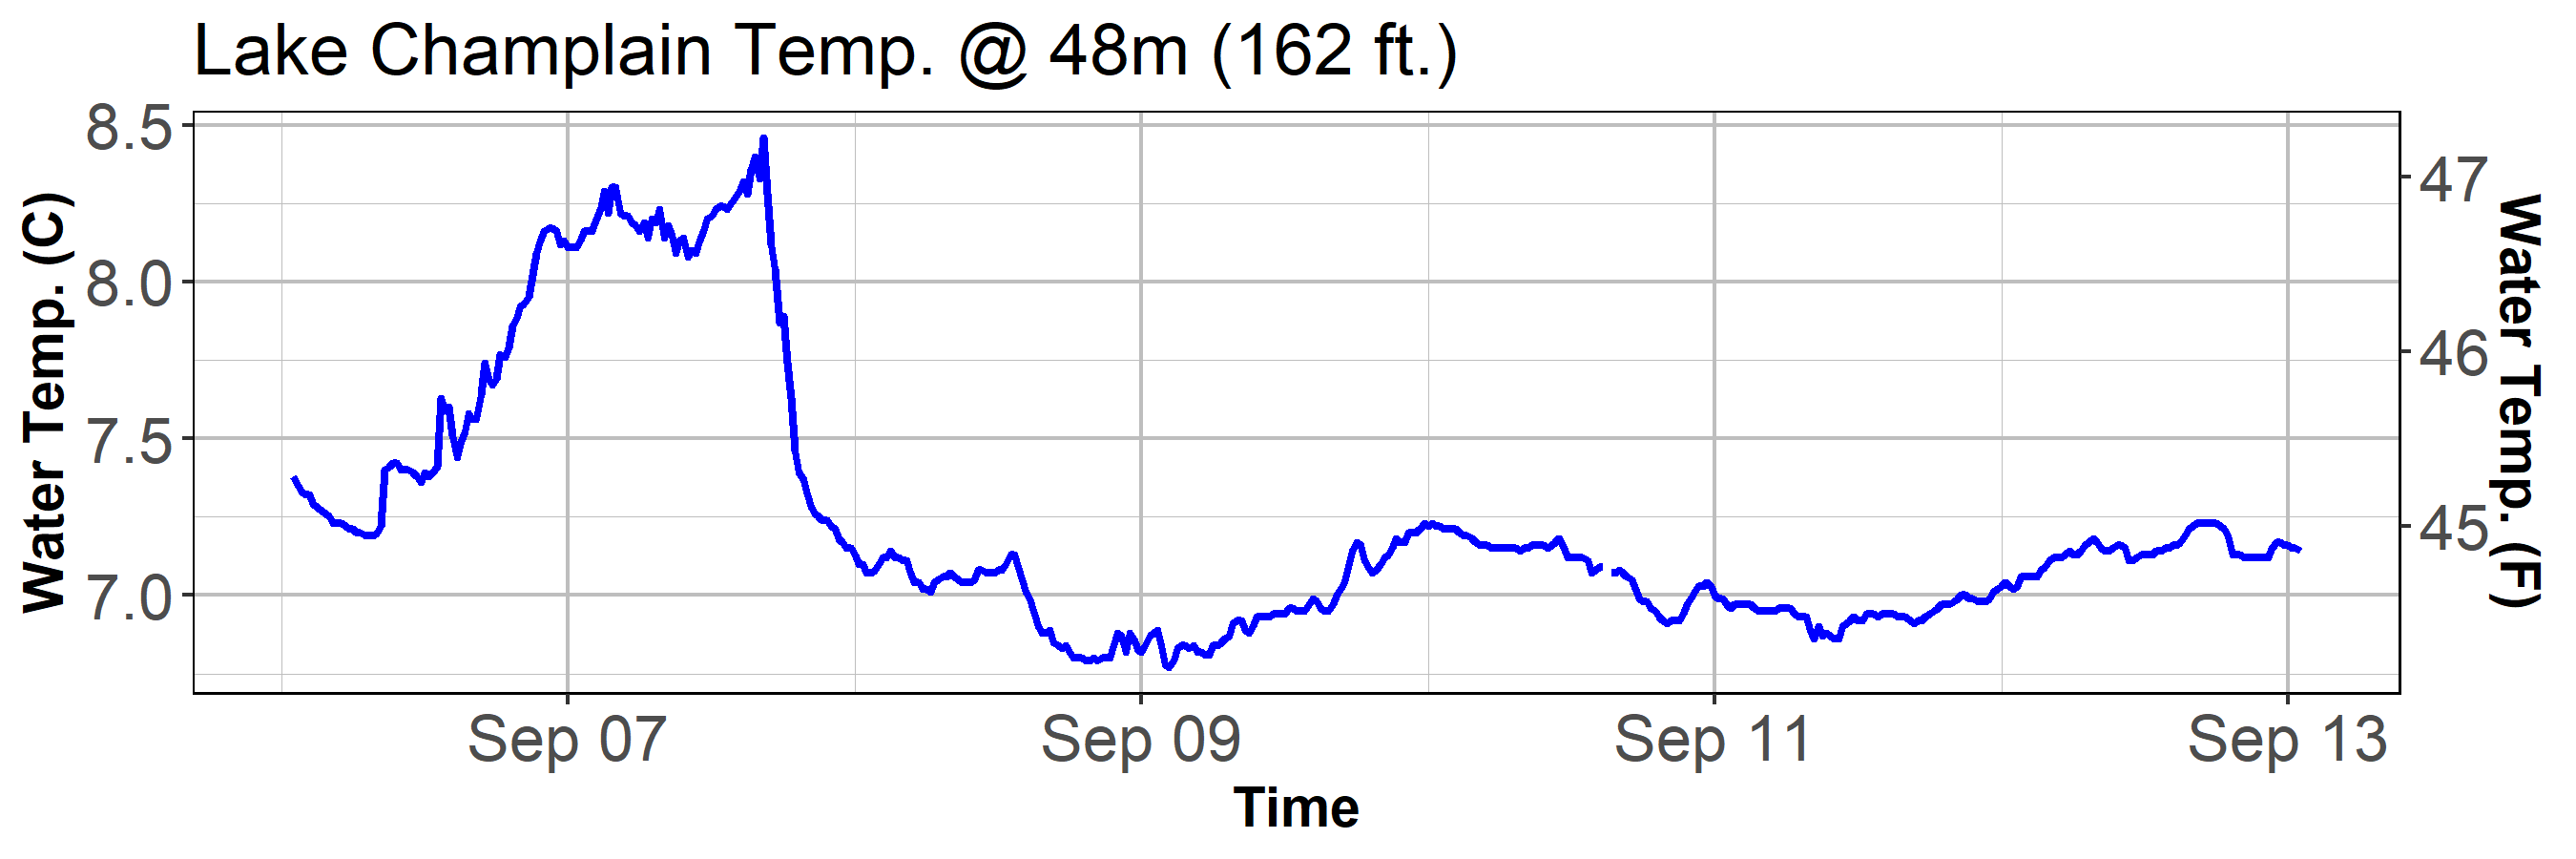 Lake Champlain Temp. @ 48m (162 ft.)
Water Temp. (C)
8.5
8.0
7.5
7.0
47
46
45
Water Temp. (F)
Sep 07
Sep 09
Sep 11
Sep 13
Time